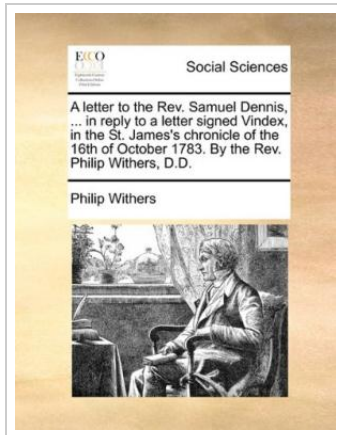 ECCO
Social Sciences
A letter to the Rev. Samuel Dennis,
... in reply to a letter signed Vindex,
in the St. James's chronicle of the
16th of October 1783. By the Rev.
Philip Withers, D.D.
Philip Withers